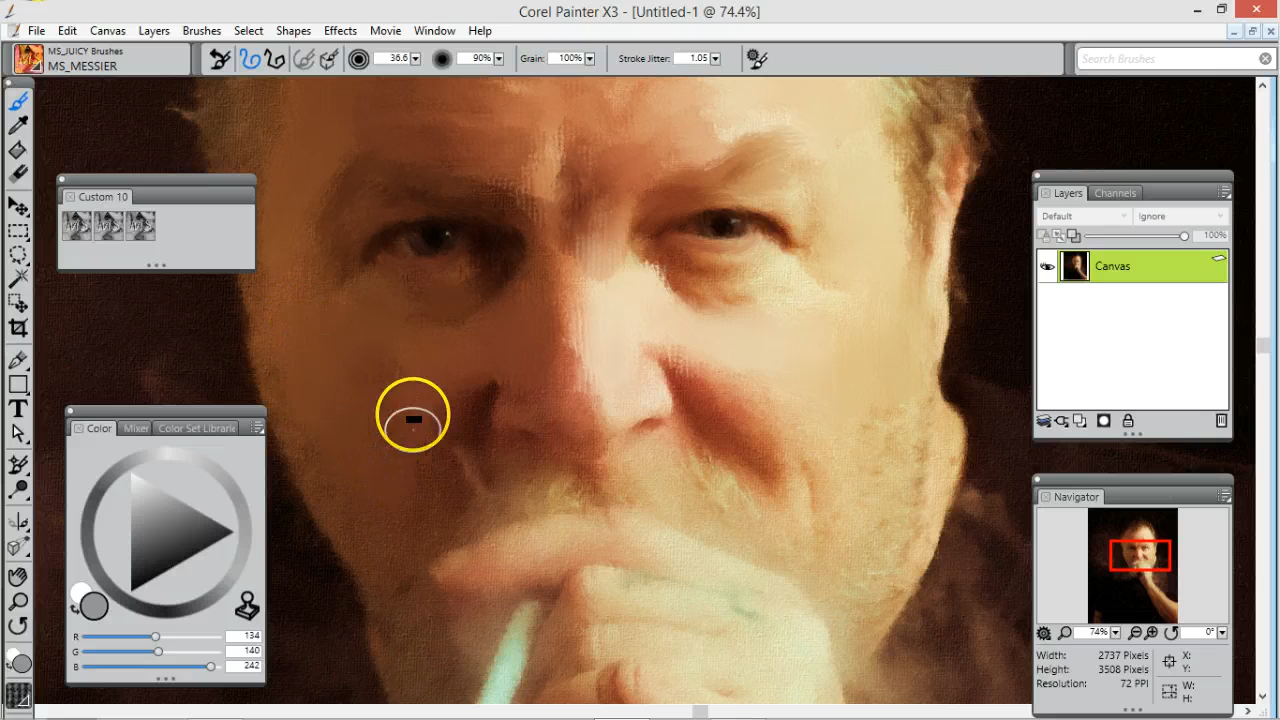 Corel Painter X3 - [Untitled-1 @ 74.4%]
File Edit Canvas Layers Brushes Select Shapes Effects Movie Window Help
MS_JUICY Brushes
MS_MESSIER
36.6 90% Grain: 100% Stroke Jitter: 1.05 Search Brushes
Custom 10
Layers Channels
Default Ignore
100%
Canvas
Color Mixer Color Set Librarie
R 134
G 140
B 242
T
Navigator
74% 0°
Width: 2737 Pixels X:
Height: 3508 Pixels Y:
Resolution: 72 PPI W:
H: